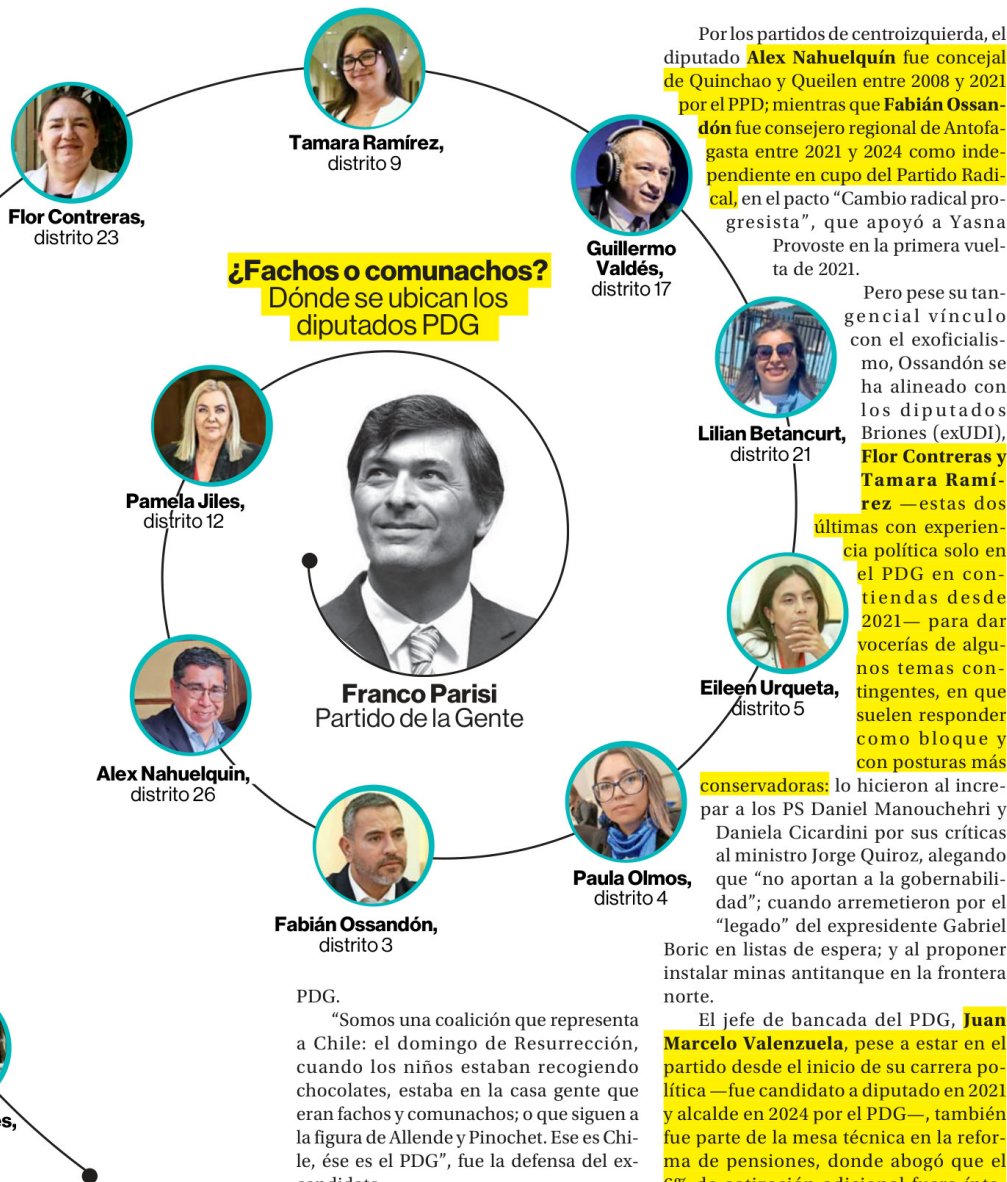 Tamara Ramírez,
distrito 9
Flor Contreras,
distrito 23
Guillermo
Valdés,
distrito 17
¿Fachos o comunachos?
Dónde se ubican los
diputados PDG
Lilian Betancurt,
distrito 21
Pamela Jiles,
distrito 12
Eileen Urqueta,
distrito 5
Franco Parisi
Partido de la Gente
Alex Nahuelquin,
distrito 26
Paula Olmos,
distrito 4
Fabián Ossandón,
distrito 3
PDG.
“Somos una coalición que representa
a Chile: el domingo de Resurrección,
cuando los niños estaban recogiendo
chocolates, estaba en la casa gente que
eran fachos y comunachos; o que siguen a
la figura de Allende y Pinochet. Ese es Chi-
le, ése es el PDG”, fue la defensa del ex-
Por los partidos de centroizquierda, el
diputado Alex Nahuelquín fue concejal
de Quinchao y Queilen entre 2008 y 2021
por el PPD; mientras que Fabián Ossan-
dón fue consejero regional de Antofa-
gasta entre 2021 y 2024 como inde-
pendiente en cupo del Partido Radi-
cal, en el pacto “Cambio radical pro-
gresista”, que apoyó a Yasna
Provoste en la primera vuel-
ta de 2021.
Pero pese su tan-
gencial vínculo
con el exoficialis-
mo, Ossandón se
ha alineado con
los diputados
Briones (exUDI),
Flor Contreras y
Tamara Ramí-
rez —estas dos
últimas con experien-
cia política solo en
el PDG en con-
tiendas desde
2021— para dar
vocerías de algu-
nos temas con-
tingentes, en que
suelen responder
como bloque y
con posturas más
conservadoras: lo hicieron al incre-
par a los PS Daniel Manouchehri y
Daniela Cicardini por sus críticas
al ministro Jorge Quiroz, alegando
que “no aportan a la gobernabili-
dad”; cuando arremetieron por el
“legado” del expresidente Gabriel
Boric en listas de espera; y al proponer
instalar minas antitanque en la frontera
norte.
El jefe de bancada del PDG, Juan
Marcelo Valenzuela, pese a estar en el
partido desde el inicio de su carrera po-
lítica —fue candidato a diputado en 2021
y alcalde en 2024 por el PDG—, también
fue parte de la mesa técnica en la refor-
ma de pensiones, donde abogó que el